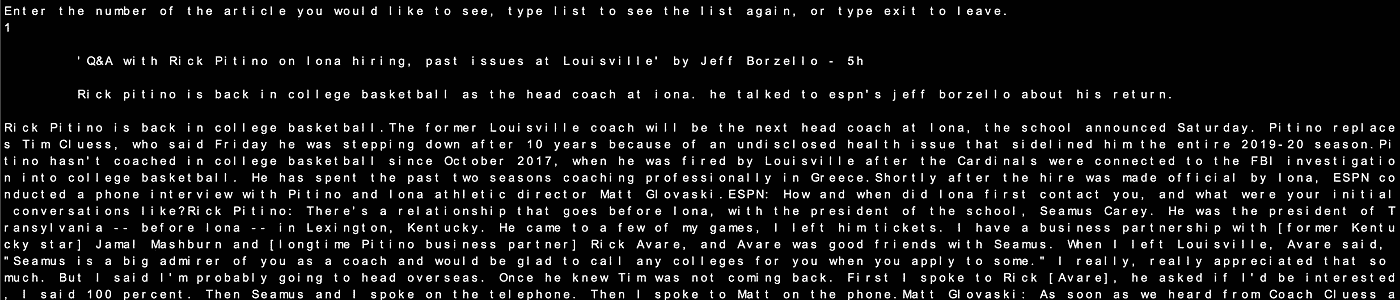 Enter the number of the article you would like to see, type list to see the list again, or type exit to leave.
1
'Q&A with Rick Pitino on Iona hiring, past issues at Louisville' by Jeff Borzello - 5h
Rick pitino is back in college basketball as the head coach at iona. he talked to espn's jeff borzello about his return.
Rick Pitino is back in college basketball.The former Louisville coach will be the next head coach at Iona, the school announced Saturday. Pitino replace
s Tim Cluess, who said Friday he was stepping down after 10 years because of an undisclosed health issue that sidelined him the entire 2019-20 season.Pi
tino hasn't coached in college basketball since October 2017, when he was fired by Louisville after the Cardinals were connected to the FBI investigatio
n into college basketball. He has spent the past two seasons coaching professionally in Greece.Shortly after the hire was made official by Iona, ESPN co
nducted a phone interview with Pitino and Iona athletic director Matt Glovaski.ESPN: How and when did Iona first contact you, and what were your initial
 conversations like?Rick Pitino: There's a relationship that goes before Iona, with the president of the school, Seamus Carey. He was the president of T
ransylvania -- before Iona -- in Lexington, Kentucky. He came to a few of my games, I left him tickets. I have a business partnership with [former Kentu
cky star] Jamal Mashburn and [longtime Pitino business partner] Rick Avare, and Avare was good friends with Seamus. When I left Louisville, Avare said,
"Seamus is a big admirer of you as a coach and would be glad to call any colleges for you when you apply to some." I really, really appreciated that so
much. But I said I'm probably going to head overseas. Once he knew Tim was not coming back. First I spoke to Rick [Avare], he asked if I'd be interested
, I said 100 percent. Then Seamus and I spoke on the telephone. Then I spoke to Matt on the phone.Matt Glovaski: As soon as we heard from Coach Cluess